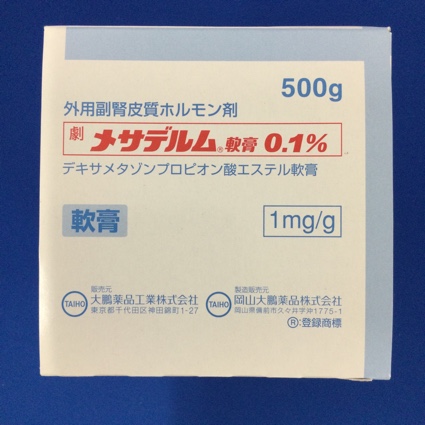 500g
外用副腎皮質ホルモン剤
劇 メサデルム®軟膏 0.1%
デキサメタゾンプロピオン酸エステル軟膏
軟膏 1mg/g
TAIHO 販売元 大鵬薬品工業株式会社
東京都千代田区神田錦町1-27
TAIHO 製造販売元 岡山大鵬薬品株式会社
岡山県備前市久々井字沖1775-1
®:登録商標